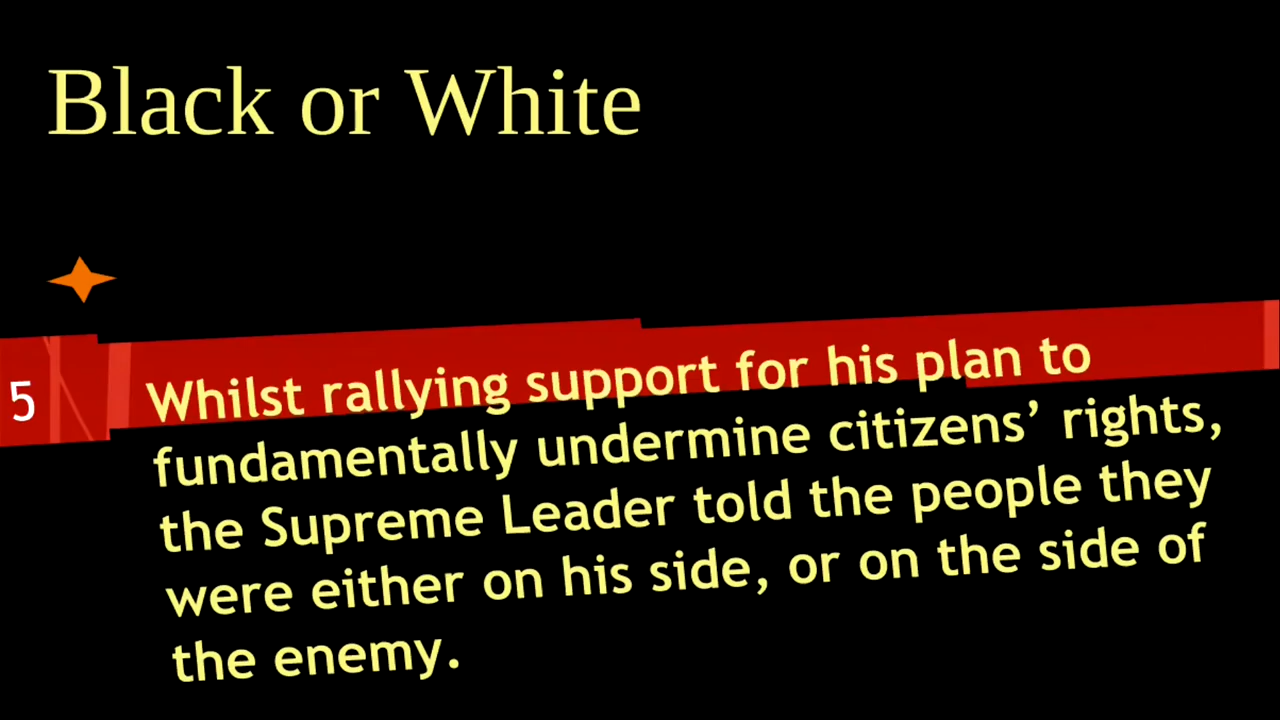 Black or White
5
Whilst rallying support for his plan to
fundamentally undermine citizens’ rights,
the Supreme Leader told the people they
were either on his side, or on the side of
the enemy.